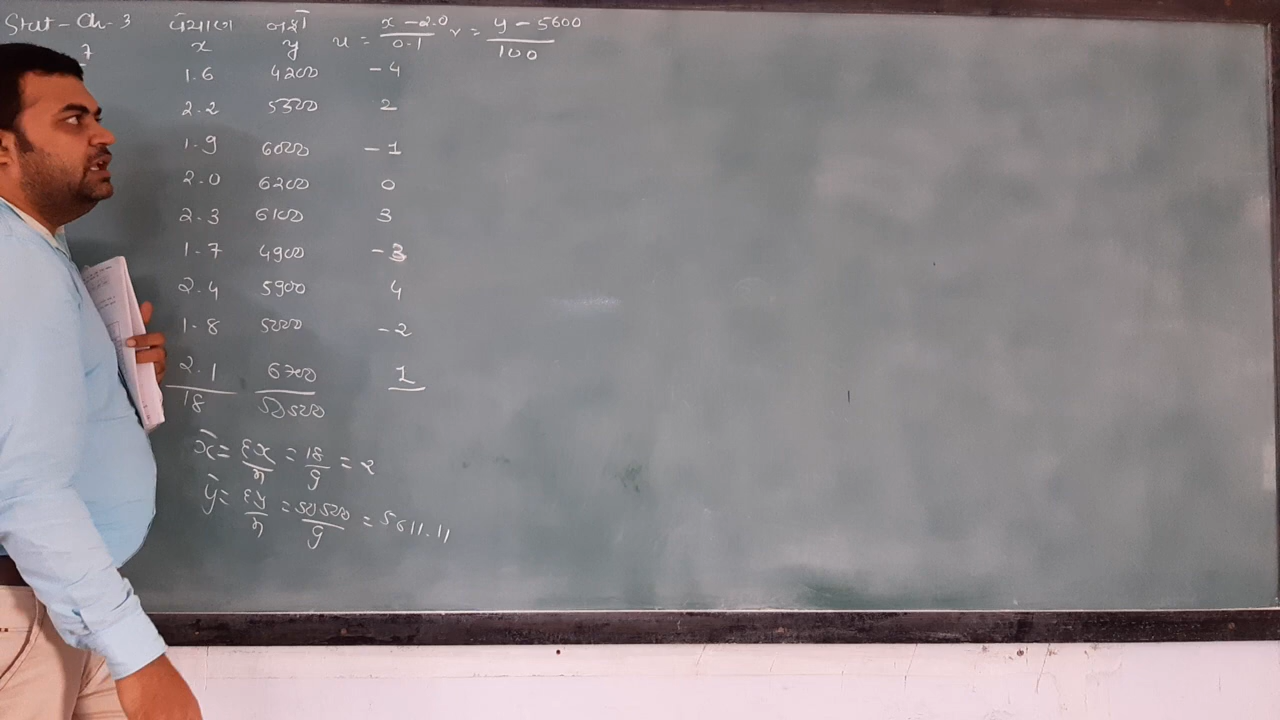 Stat - Ch. 3 વેચાણ નફો u = x - 2.0 / 0.1 v = y - 5600 / 100
7 x y
1.6 4200 - 4
2.2 5500 2
1.9 6000 - 1
2.0 6200 0
2.3 6100 3
1.7 4900 - 3
2.4 5900 4
1.8 5000 - 2
2.1 6700 1
18 50500
x̄ = Σx / n = 18 / 9 = 2
ȳ = Σy / n = 50500 / 9 = 5611.11